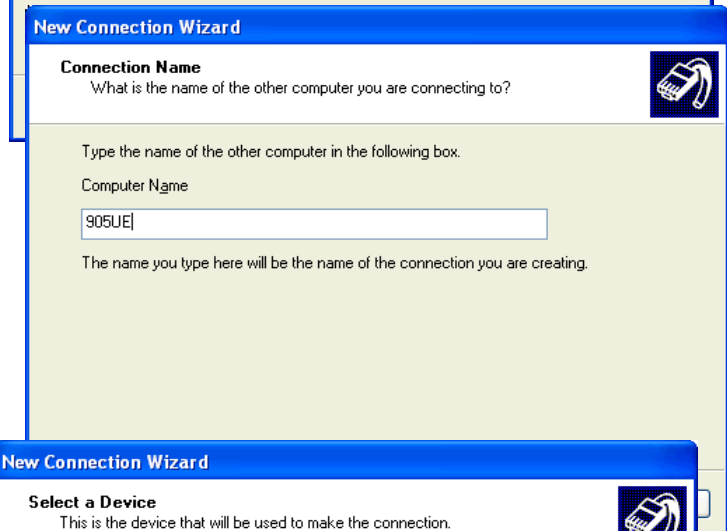 New Connection Wizard
Connection Name
What is the name of the other computer you are connecting to?
Type the name of the other computer in the following box.
Computer Name
905UE
The name you type here will be the name of the connection you are creating.
New Connection Wizard
Select a Device
This is the device that will be used to make the connection.